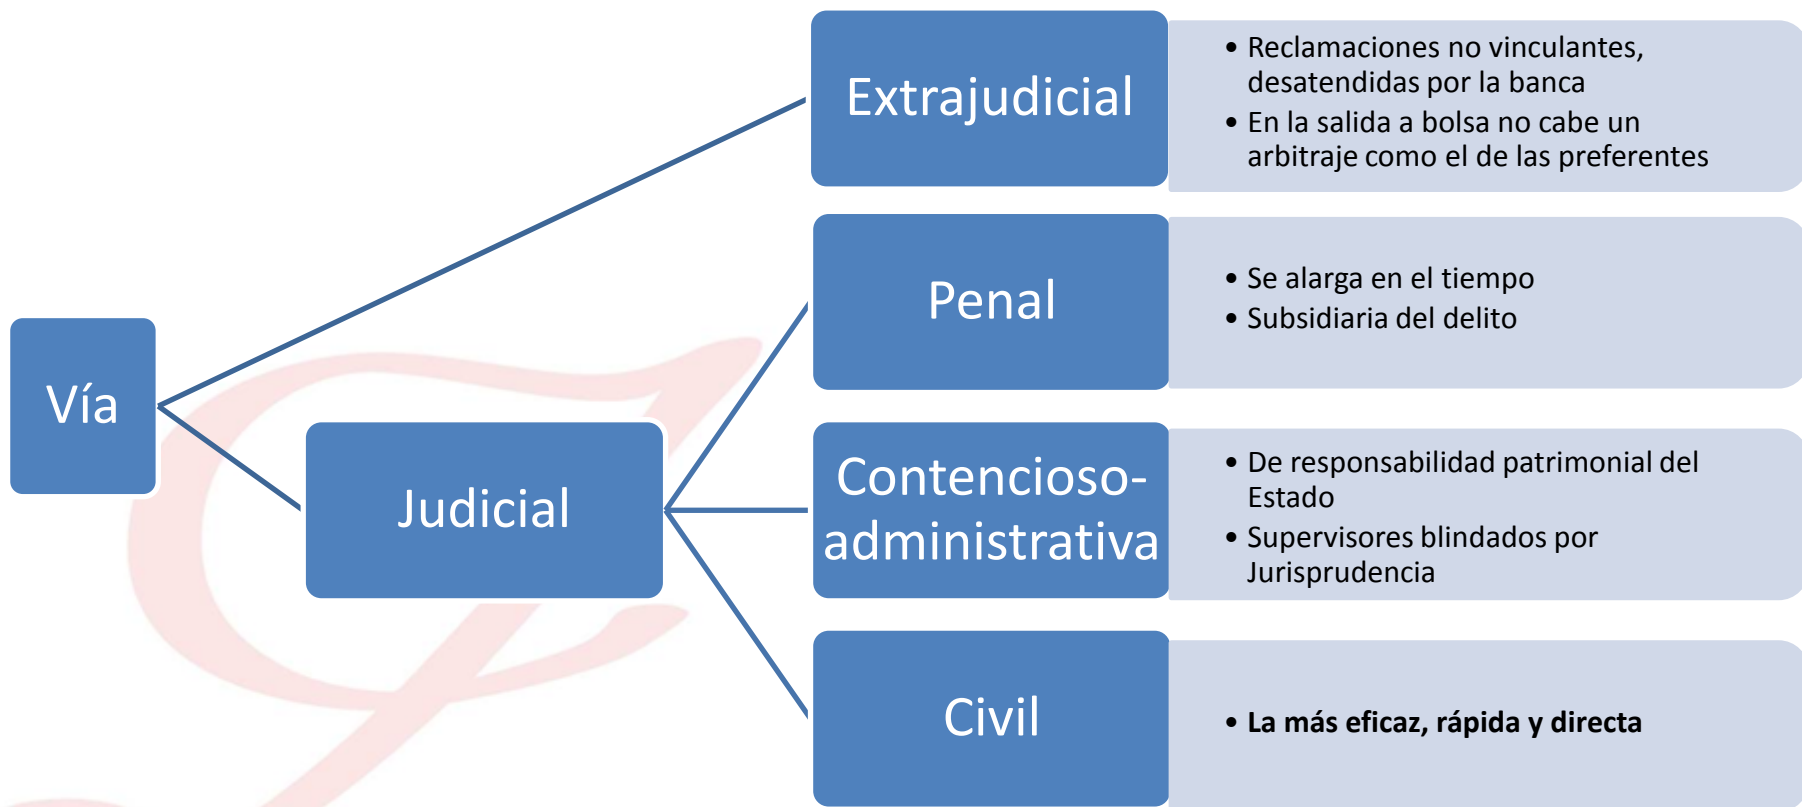 Extrajudicial
• Reclamaciones no vinculantes,
desatendidas por la banca
• En la salida a bolsa no cabe un
arbitraje como el de las preferentes
Penal
• Se alarga en el tiempo
• Subsidiaria del delito
Vía
Judicial
Contencioso-
administrativa
• De responsabilidad patrimonial del
Estado
• Supervisores blindados por
Jurisprudencia
Civil
• La más eficaz, rápida y directa